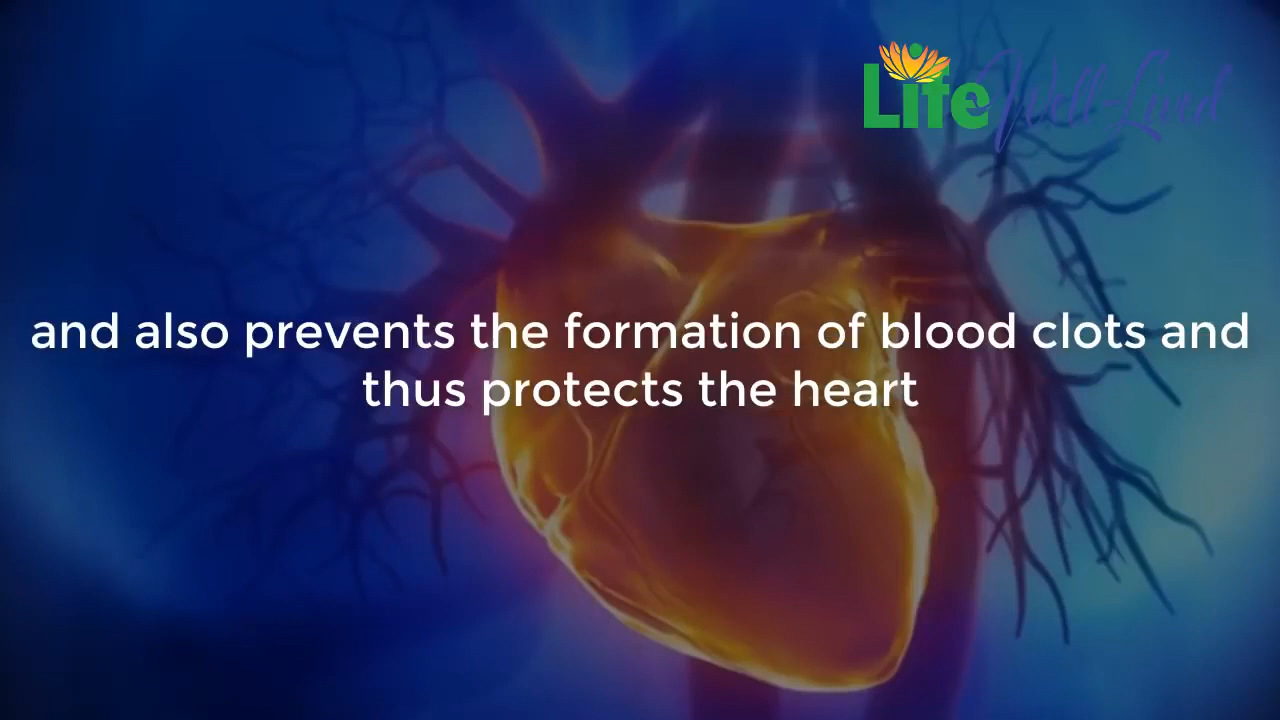 Life Well-Lived
and also prevents the formation of blood clots and
thus protects the heart